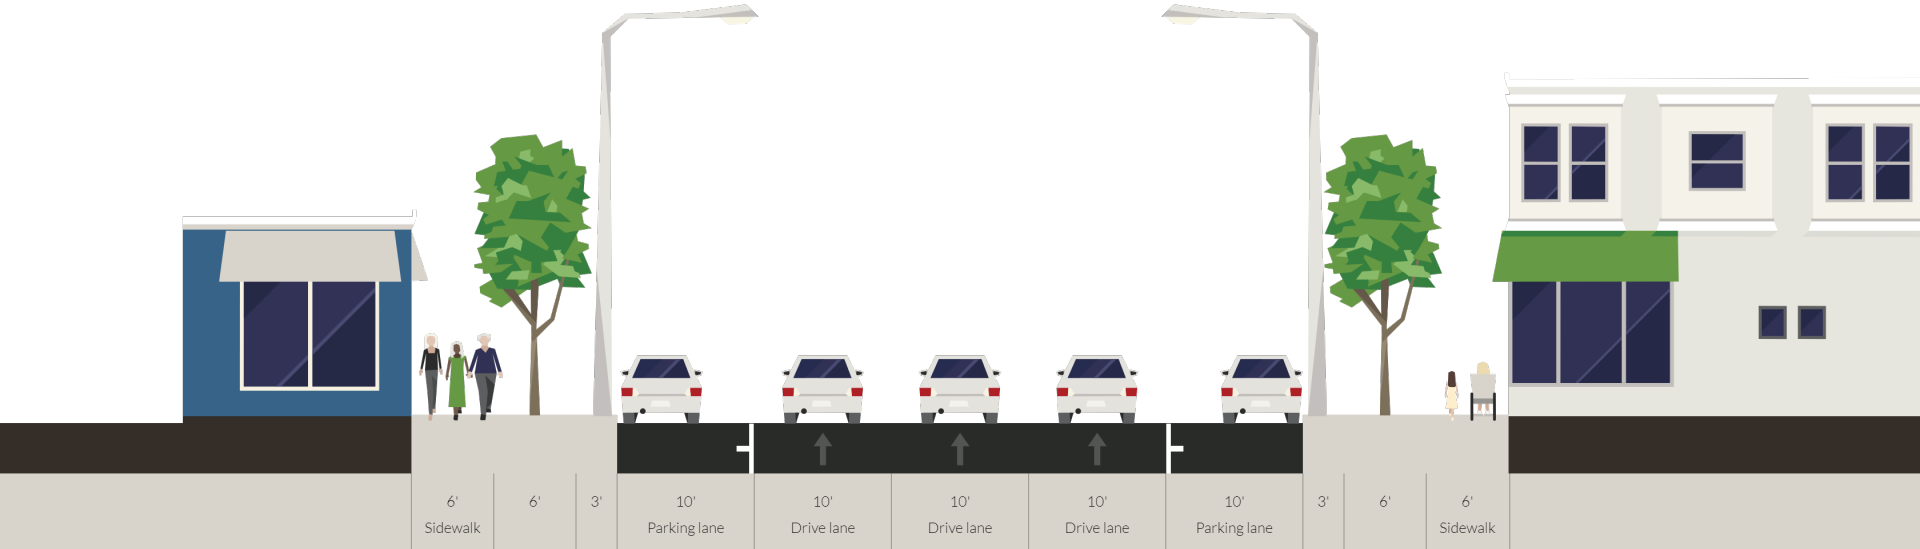 6'
Sidewalk
6'
3'
10'
Parking lane
10'
Drive lane
10'
Drive lane
10'
Drive lane
10'
Parking lane
3'
6'
6'
Sidewalk